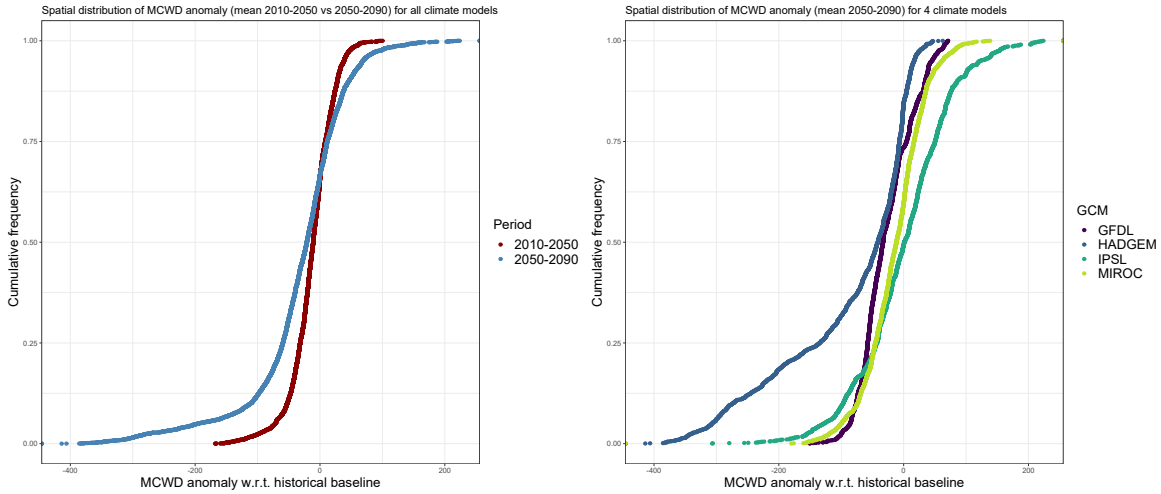 Spatial distribution of MCWD anomaly (mean 2010-2050 vs 2050-2090) for all climate models
1.00
0.75
0.50
0.25
0.00
Cumulative frequency
-400
-200
0
200
MCWD anomaly w.r.t. historical baseline
Period
2010-2050
2050-2090
Spatial distribution of MCWD anomaly (mean 2050-2090) for 4 climate models
1.00
0.75
0.50
0.25
0.00
Cumulative frequency
-400
-200
0
200
MCWD anomaly w.r.t. historical baseline
GCM
GFDL
HADGEM
IPSL
MIROC